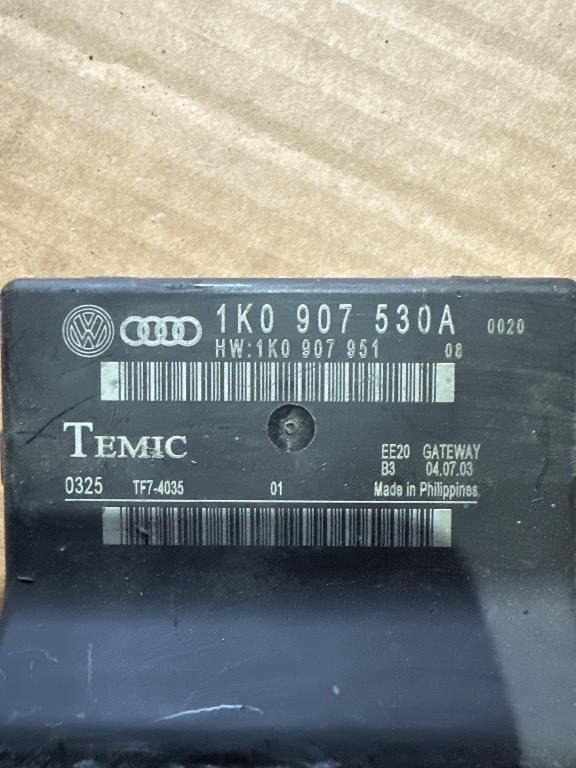 1K0 907 530A 0020
HW:1K0 907 951 08
TEMIC
EE20 GATEWAY
B3 04.07.03
0325 TF7-4035 01 Made in Philippines.